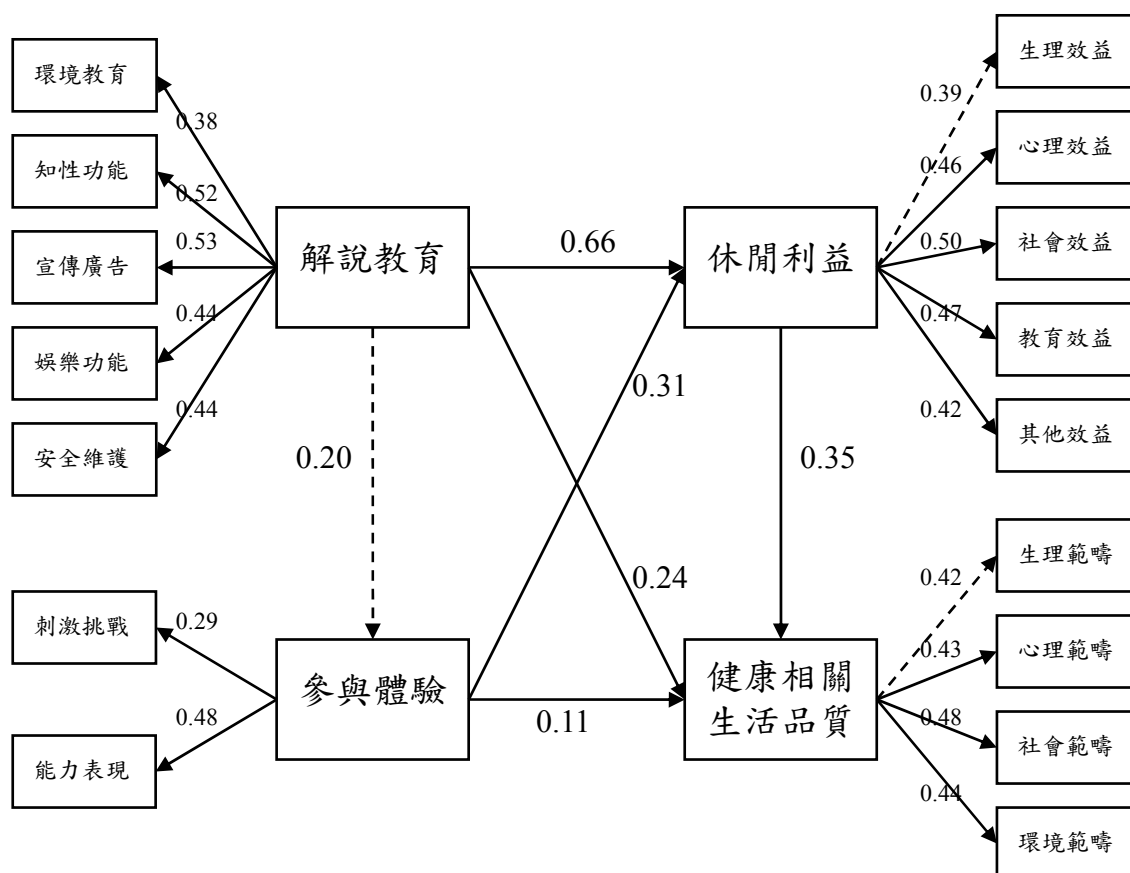 環境教育
知性功能
宣傳廣告
娛樂功能
安全維護
0.38
0.52
0.53
0.44
0.44
解說教育
0.66
休閒利益
0.39
0.46
0.50
0.47
0.42
生理效益
心理效益
社會效益
教育效益
其他效益
0.20
0.31
0.24
0.35
刺激挑戰
能力表現
0.29
0.48
參與體驗
0.11
健康相關
生活品質
0.42
0.43
0.48
0.44
生理範疇
心理範疇
社會範疇
環境範疇